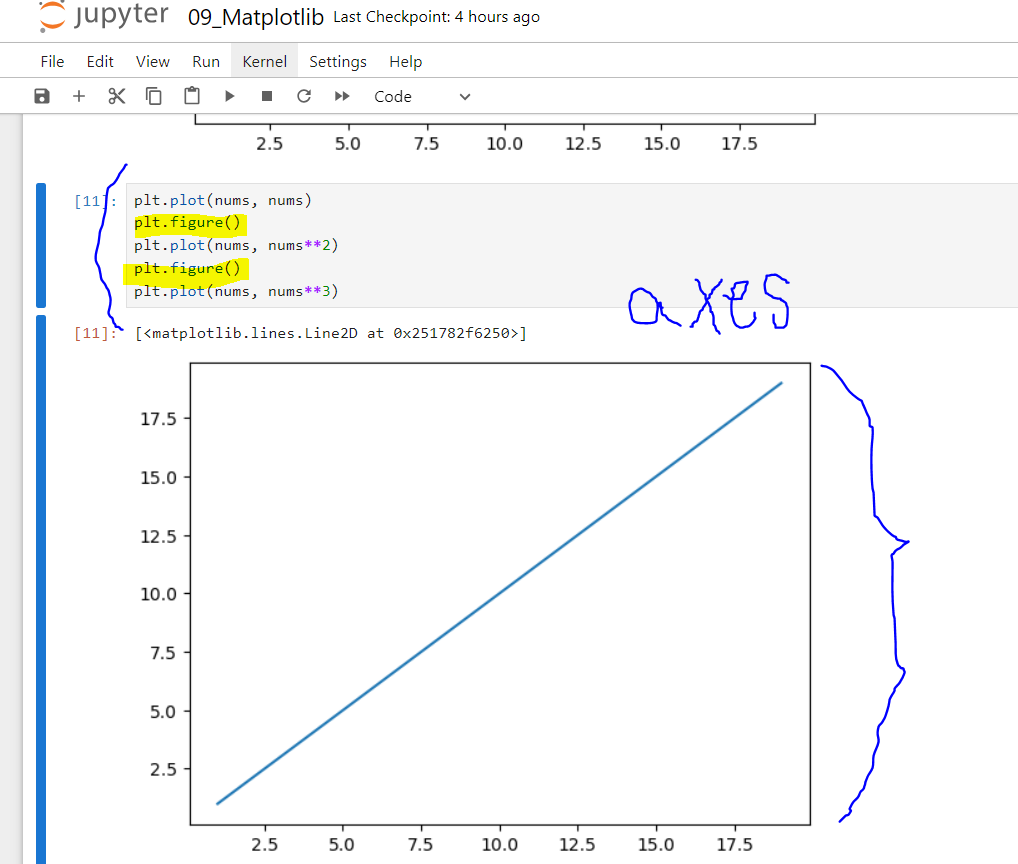 jupyter 09_Matplotlib Last Checkpoint: 4 hours ago
File Edit View Run Kernel Settings Help
Code
2.5 5.0 7.5 10.0 12.5 15.0 17.5
[11]: plt.plot(nums, nums)
plt.figure()
plt.plot(nums, nums**2)
plt.figure()
plt.plot(nums, nums**3)
axes
[11]: [<matplotlib.lines.Line2D at 0x251782f6250>]
17.5
15.0
12.5
10.0
7.5
5.0
2.5
2.5 5.0 7.5 10.0 12.5 15.0 17.5